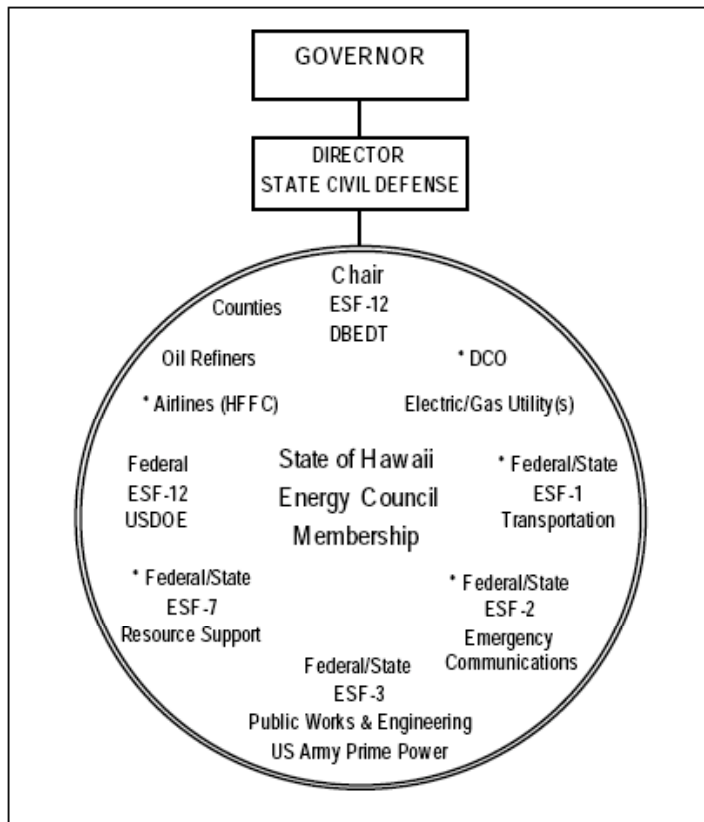 GOVERNOR
DIRECTOR
STATE CIVIL DEFENSE
Chair
ESF-12
DBEDT
Counties
Oil Refiners
* DCO
* Airlines (HFFC)
Electric/Gas Utility(s)
Federal
ESF-12
USDOE
State of Hawaii
Energy Council
Membership
* Federal/State
ESF-1
Transportation
* Federal/State
ESF-7
Resource Support
* Federal/State
ESF-2
Emergency
Communications
Federal/State
ESF-3
Public Works & Engineering
US Army Prime Power